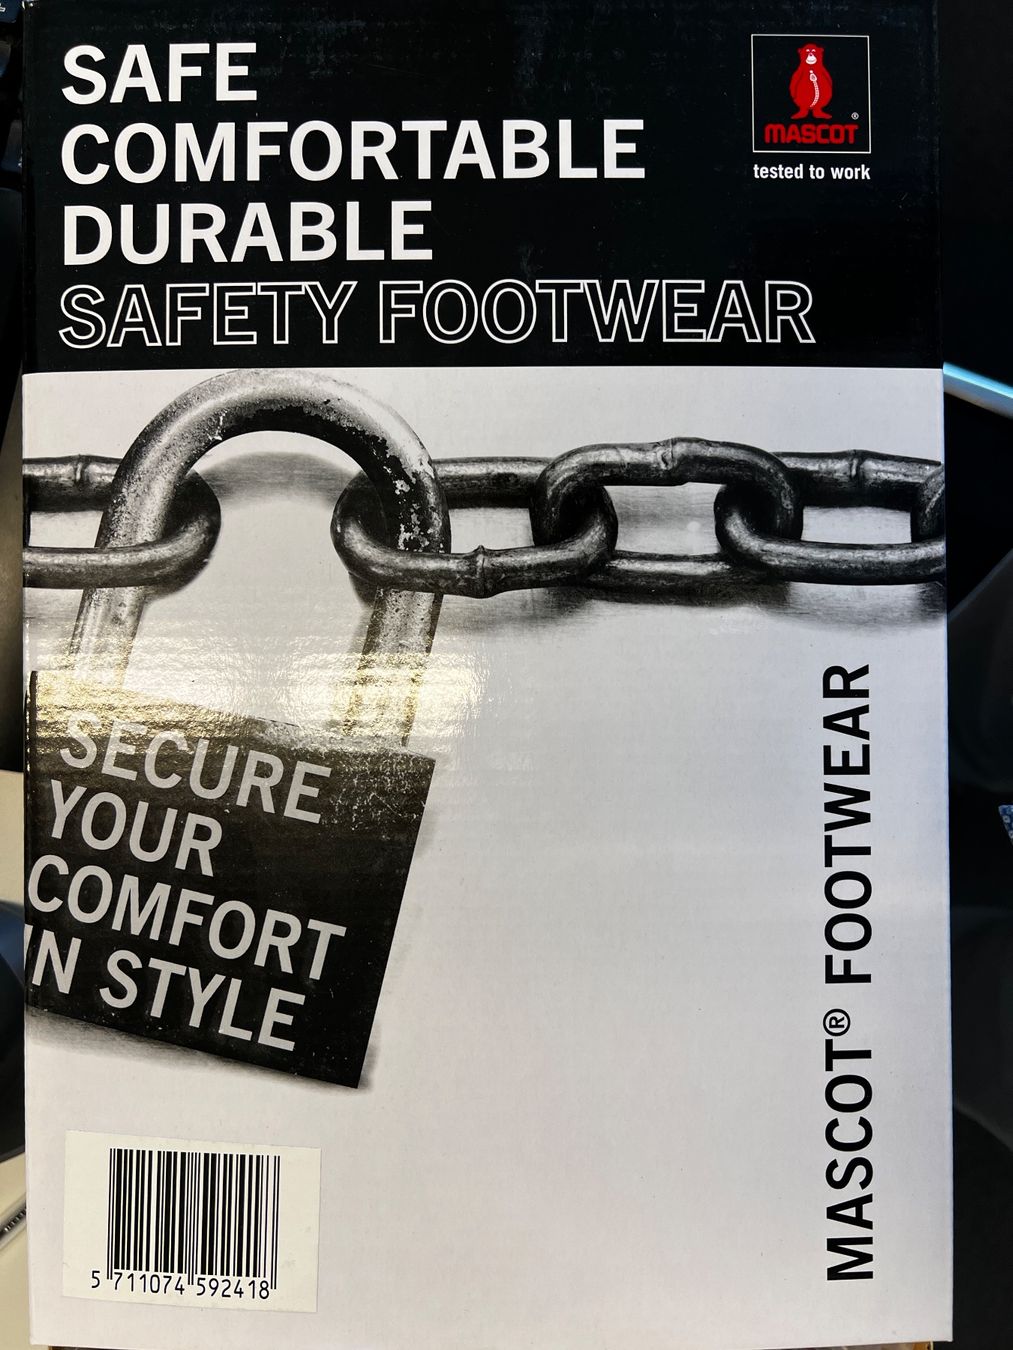 SAFE
COMFORTABLE
DURABLE
SAFETY FOOTWEAR
MASCOT®
tested to work
SECURE
YOUR
COMFORT
IN STYLE
MASCOT® FOOTWEAR
5 711074 592418